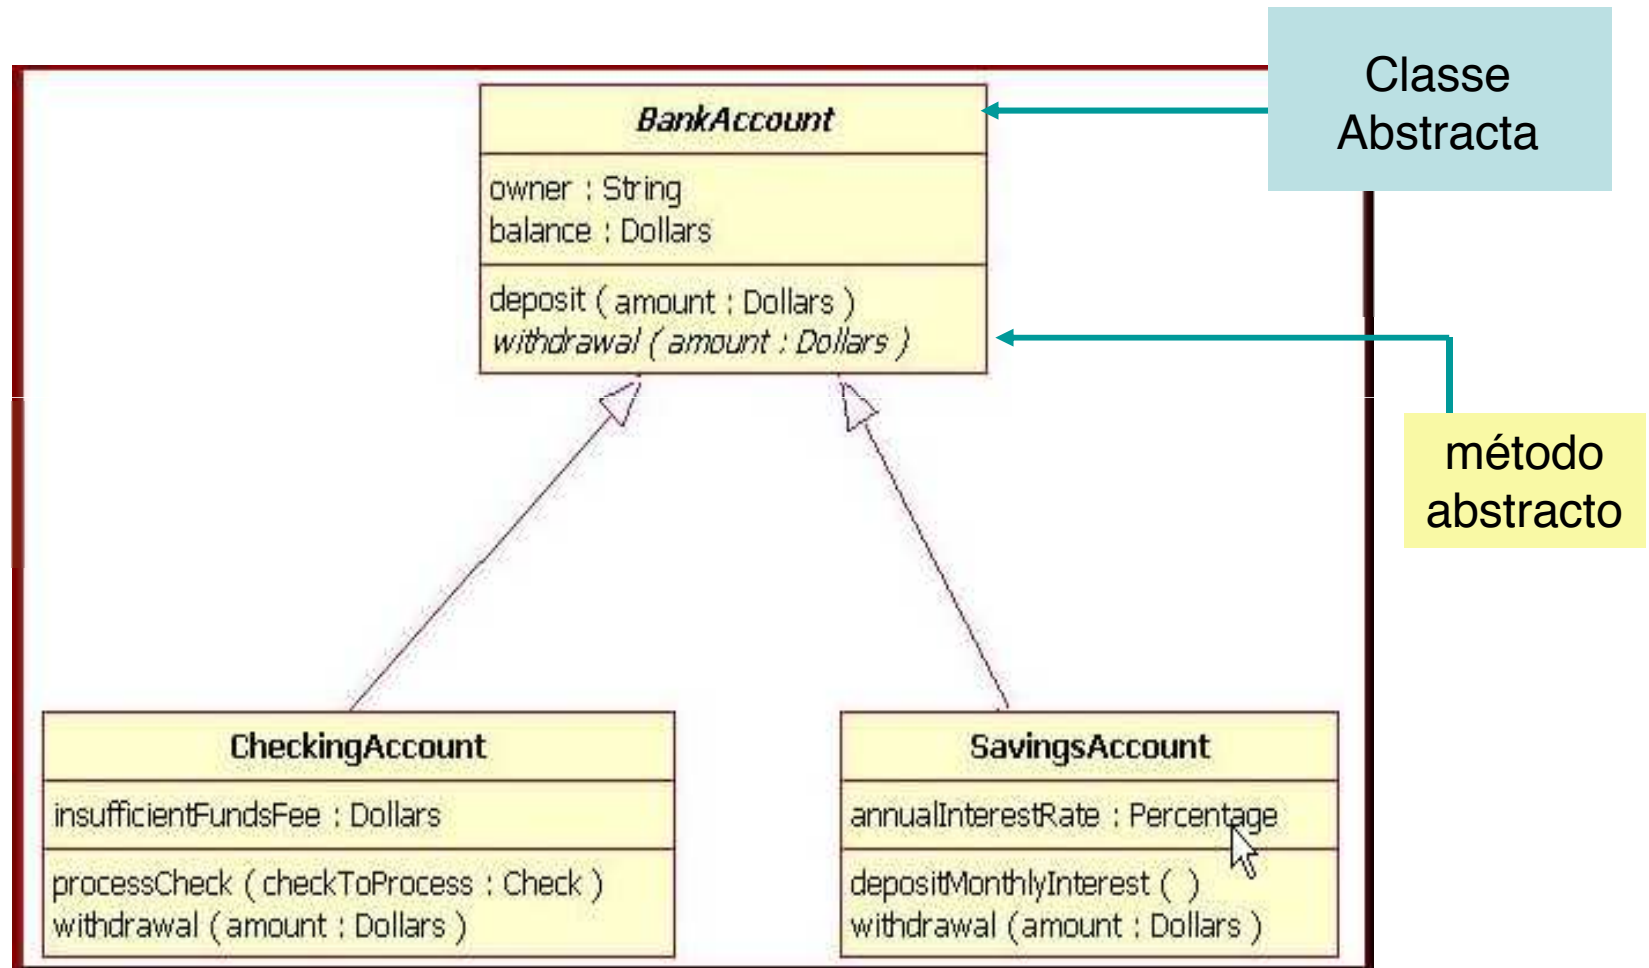 Classe
Abstracta
BankAccount
owner : String
balance : Dollars
deposit ( amount : Dollars )
withdrawal ( amount : Dollars )
método
abstracto
CheckingAccount
insufficientFundsFee : Dollars
processCheck ( checkToProcess : Check )
withdrawal ( amount : Dollars )
SavingsAccount
annualInterestRate : Percentage
depositMonthlyInterest ( )
withdrawal ( amount : Dollars )